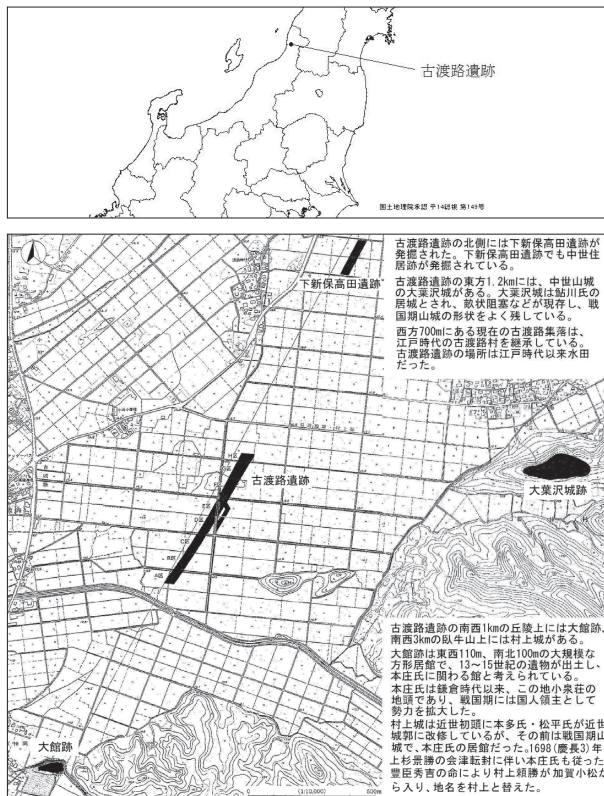 古渡路遺跡
国土地理院承認 平14総複 第149号
下新保高田遺跡
古渡路遺跡の北側には下新保高田遺跡が
発掘された。下新保高田遺跡でも中世住
居跡が発掘されている。
古渡路遺跡の東方1.2kmには、中世山城
の大葉沢城がある。大葉沢城は鮎川氏の
居城とされ、畝状阻塞などが現存し、戦
国期山城の形状をよく残している。
西方700mにある現在の古渡路集落は、
江戸時代の古渡路村を継承している。
古渡路遺跡の場所は江戸時代以来水田
だった。
H区
古渡路遺跡
大葉沢城跡
D区
C区
B区
A区
古渡路遺跡の南西1kmの丘陵上には大館跡、
南西3kmの臥牛山上には村上城がある。
大館跡は東西110m、南北100mの大規模な
方形居館で、13～15世紀の遺物が出土し、
本庄氏に関わる館と考えられている。
本庄氏は鎌倉時代以来、この地小泉荘の
地頭であり、戦国期には国人領主として
勢力を拡大した。
村上城は近世初頭に本多氏・松平氏が近世
城郭に改修しているが、その前は戦国期山
城で、本庄氏の居館だった。1698(慶長3)年
上杉景勝の会津転封に伴い本庄氏も従った
豊臣秀吉の命により村上頼勝が加賀小松か
ら入り、地名を村上と替えた。
大館跡
0 (1:10,000) 500m